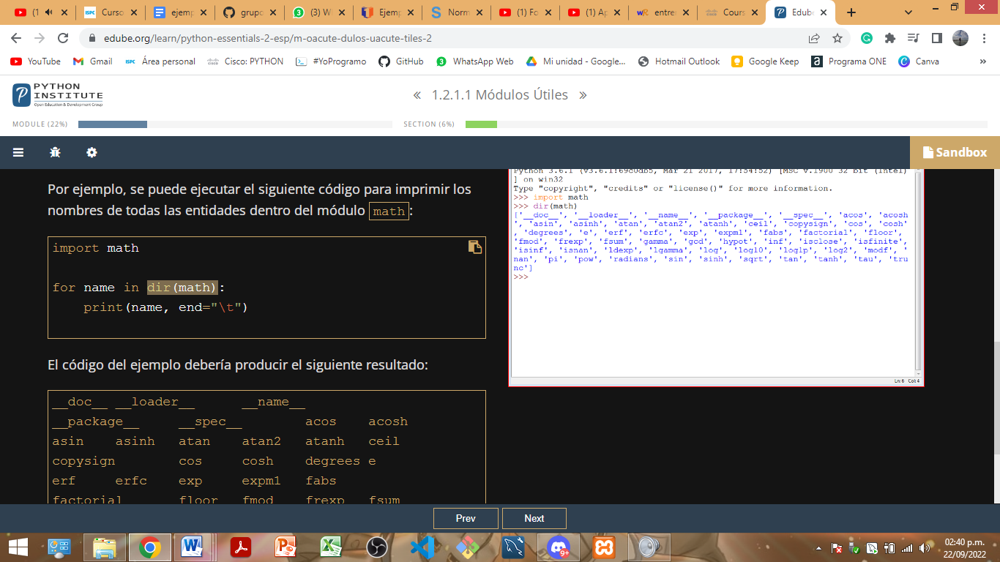 (1
Curso
ejemp
grupo
(3) W
Ejemp
Norm
(1) Fo
(1) Ap
entre
Cours
Edube
edube.org/learn/python-essentials-2-esp/m-oacute-dulos-uacute-tiles-2
YouTube
Gmail
ISPC Área personal
Cisco: PYTHON
#YoProgramo
GitHub
WhatsApp Web
Mi unidad - Google...
Hotmail Outlook
Google Keep
Programa ONE
Canva
»
PYTHON
INSTITUTE
Open Education & Development Group
« 1.2.1.1 Módulos Útiles »
MODULE (22%)
SECTION (6%)
Sandbox
Por ejemplo, se puede ejecutar el siguiente código para imprimir los
nombres de todas las entidades dentro del módulo math:
import math
for name in dir(math):
print(name, end="\t")
El código del ejemplo debería producir el siguiente resultado:
__doc__ __loader__ __name__
__package__ __spec__ acos acosh
asin asinh atan atan2 atanh ceil
copysign cos cosh degrees e
erf erfc exp expm1 fabs
factorial floor fmod frexp fsum
Python 3.6.1 (v3.6.1:69c0db5, Mar 21 2017, 17:54:52) [MSC v.1900 32 bit (Intel)
] on win32
Type "copyright", "credits" or "license()" for more information.
>>> import math
>>> dir(math)
['__doc__', '__loader__', '__name__', '__package__', '__spec__', 'acos', 'acosh
', 'asin', 'asinh', 'atan', 'atan2', 'atanh', 'ceil', 'copysign', 'cos', 'cosh'
, 'degrees', 'e', 'erf', 'erfc', 'exp', 'expm1', 'fabs', 'factorial', 'floor',
'fmod', 'frexp', 'fsum', 'gamma', 'gcd', 'hypot', 'inf', 'isclose', 'isfinite',
'isinf', 'isnan', 'ldexp', 'lgamma', 'log', 'log10', 'log1p', 'log2', 'modf', '
nan', 'pi', 'pow', 'radians', 'sin', 'sinh', 'sqrt', 'tan', 'tanh', 'tau', 'tru
nc']
>>>
Ln: 6 Col: 4
Prev
Next
9+
02:40 p.m.
22/09/2022